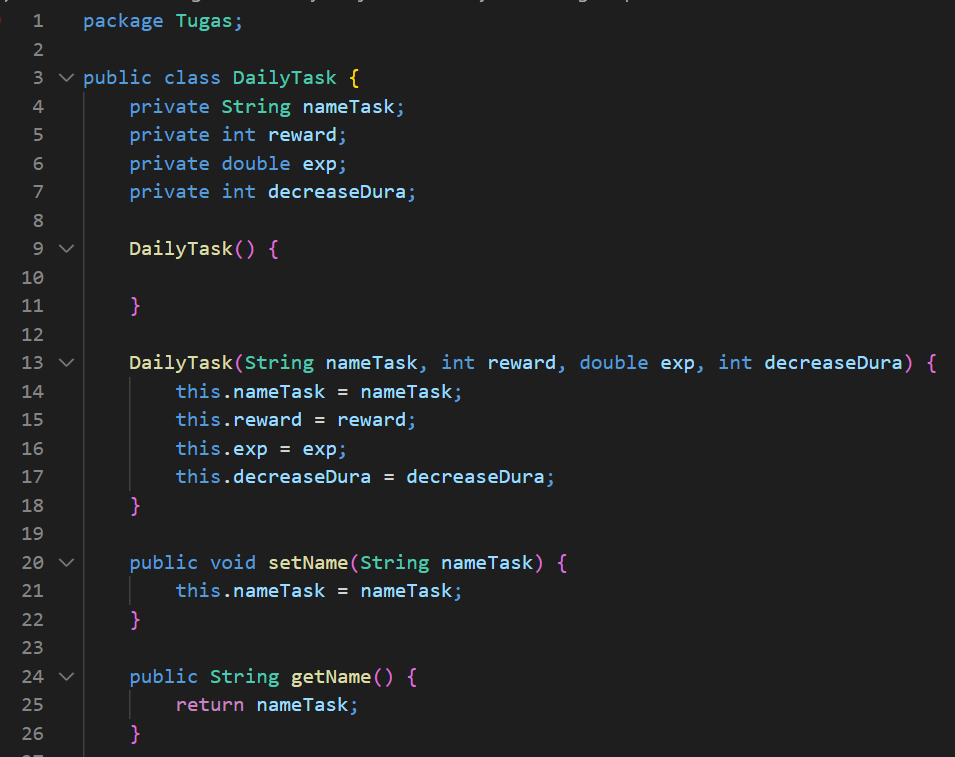 1 package Tugas;
2
3 public class DailyTask {
4 private String nameTask;
5 private int reward;
6 private double exp;
7 private int decreaseDura;
8
9 DailyTask() {
10
11 }
12
13 DailyTask(String nameTask, int reward, double exp, int decreaseDura) {
14 this.nameTask = nameTask;
15 this.reward = reward;
16 this.exp = exp;
17 this.decreaseDura = decreaseDura;
18 }
19
20 public void setName(String nameTask) {
21 this.nameTask = nameTask;
22 }
23
24 public String getName() {
25 return nameTask;
26 }